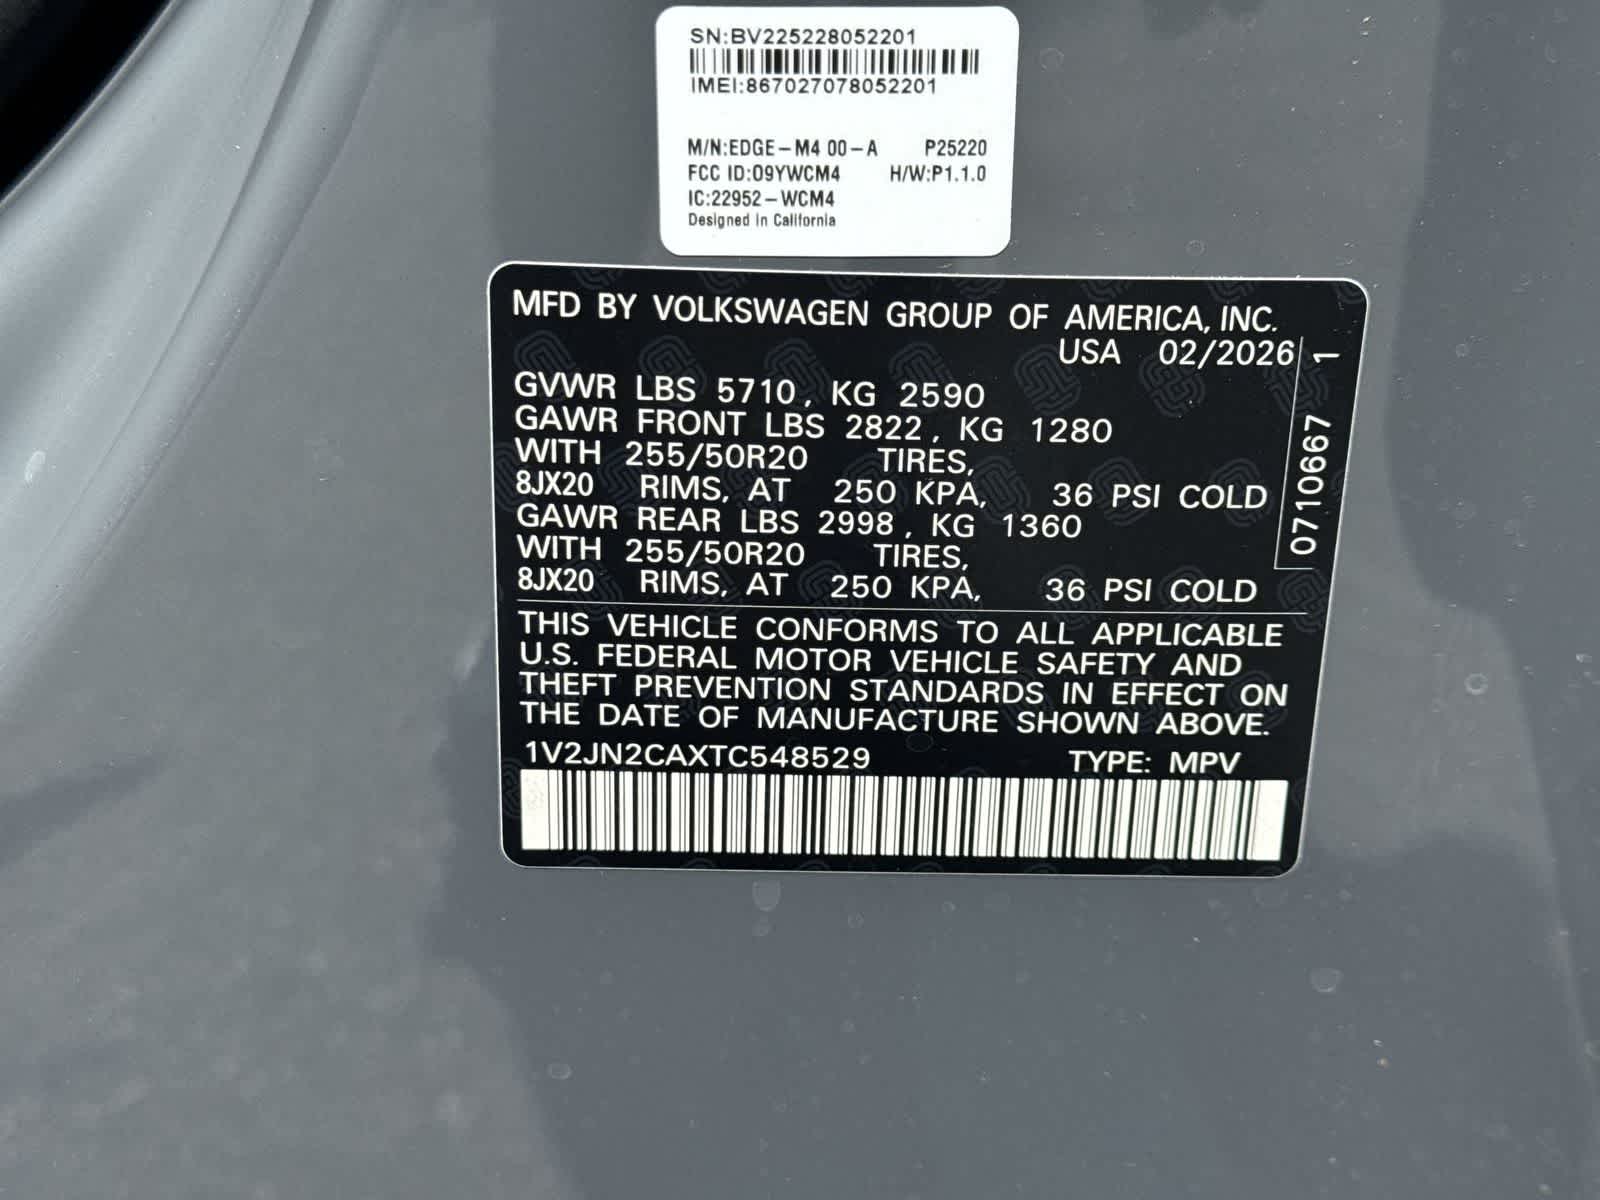 SN:BV225228052201
IMEI:867027078052201
M/N:EDGE-M4 00-A P25220
FCC ID:O9YWCM4 H/W:P1.1.0
IC:22952-WCM4
Designed in California
MFD BY VOLKSWAGEN GROUP OF AMERICA, INC.
USA 02/2026
GVWR LBS 5710, KG 2590
GAWR FRONT LBS 2822, KG 1280
WITH 255/50R20 TIRES,
8JX20 RIMS, AT 250 KPA, 36 PSI COLD
GAWR REAR LBS 2998, KG 1360
WITH 255/50R20 TIRES,
8JX20 RIMS, AT 250 KPA, 36 PSI COLD
0710667 1
THIS VEHICLE CONFORMS TO ALL APPLICABLE
U.S. FEDERAL MOTOR VEHICLE SAFETY AND
THEFT PREVENTION STANDARDS IN EFFECT ON
THE DATE OF MANUFACTURE SHOWN ABOVE.
1V2JN2CAXTC548529 TYPE: MPV